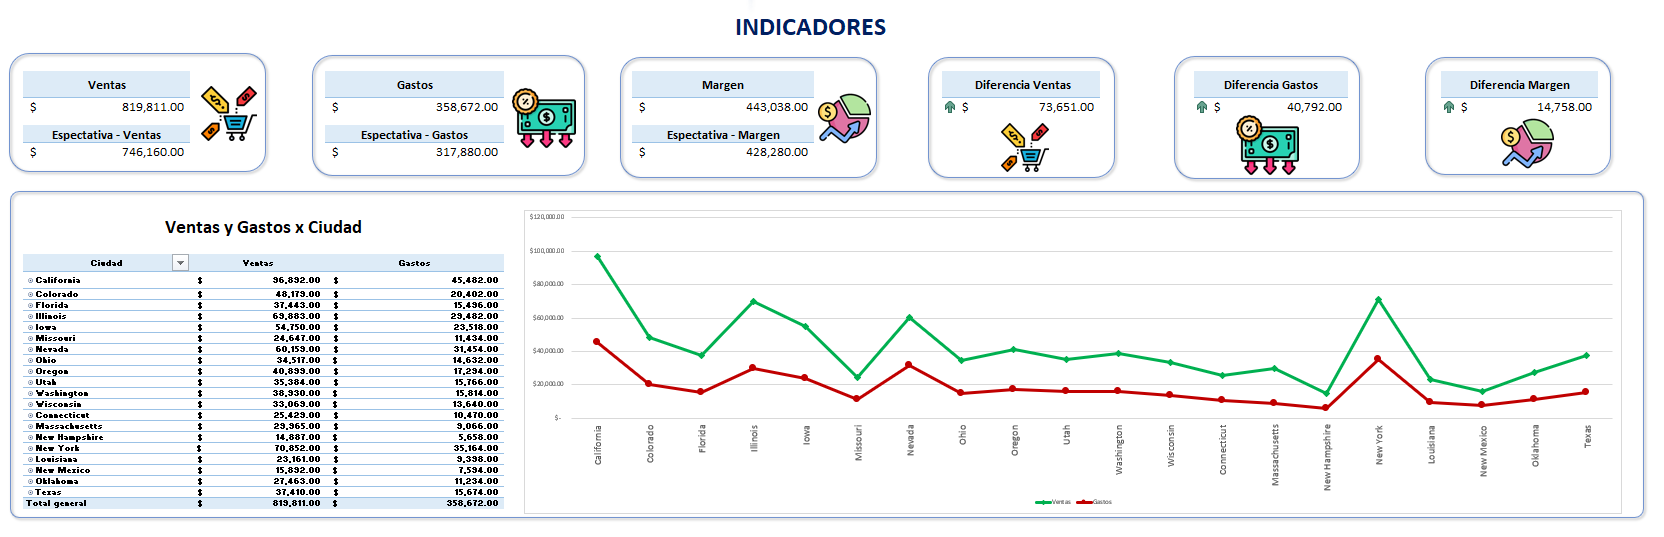 INDICADORES
Ventas
$ 819,811.00
Espectativa - Ventas
$ 746,160.00
Gastos
$ 358,672.00
Espectativa - Gastos
$ 317,880.00
Margen
$ 443,038.00
Espectativa - Margen
$ 428,280.00
Diferencia Ventas
$ 73,651.00
Diferencia Gastos
$ 40,792.00
Diferencia Margen
$ 14,758.00
Ventas y Gastos x Ciudad
Ciudad Ventas Gastos
California $ 96,892.00 $ 45,482.00
Colorado $ 48,179.00 $ 20,402.00
Florida $ 37,443.00 $ 15,496.00
Illinois $ 69,883.00 $ 29,482.00
Iowa $ 54,750.00 $ 23,518.00
Missouri $ 24,647.00 $ 11,434.00
Nevada $ 60,159.00 $ 31,454.00
Ohio $ 34,517.00 $ 14,632.00
Oregon $ 40,899.00 $ 17,294.00
Utah $ 35,384.00 $ 15,766.00
Washington $ 38,930.00 $ 15,814.00
Wisconsin $ 33,069.00 $ 13,640.00
Connecticut $ 25,429.00 $ 10,470.00
Massachusetts $ 29,965.00 $ 9,066.00
New Hampshire $ 14,887.00 $ 5,658.00
New York $ 70,852.00 $ 35,164.00
Louisiana $ 23,161.00 $ 9,398.00
New Mexico $ 15,892.00 $ 7,594.00
Oklahoma $ 27,463.00 $ 11,234.00
Texas $ 37,410.00 $ 15,674.00
Total general $ 819,811.00 $ 358,672.00
$120,000.00
$100,000.00
$80,000.00
$60,000.00
$40,000.00
$20,000.00
$-
California
Colorado
Florida
Illinois
Iowa
Missouri
Nevada
Ohio
Oregon
Utah
Washington
Wisconsin
Connecticut
Massachusetts
New Hampshire
New York
Louisiana
New Mexico
Oklahoma
Texas
Ventas Gastos